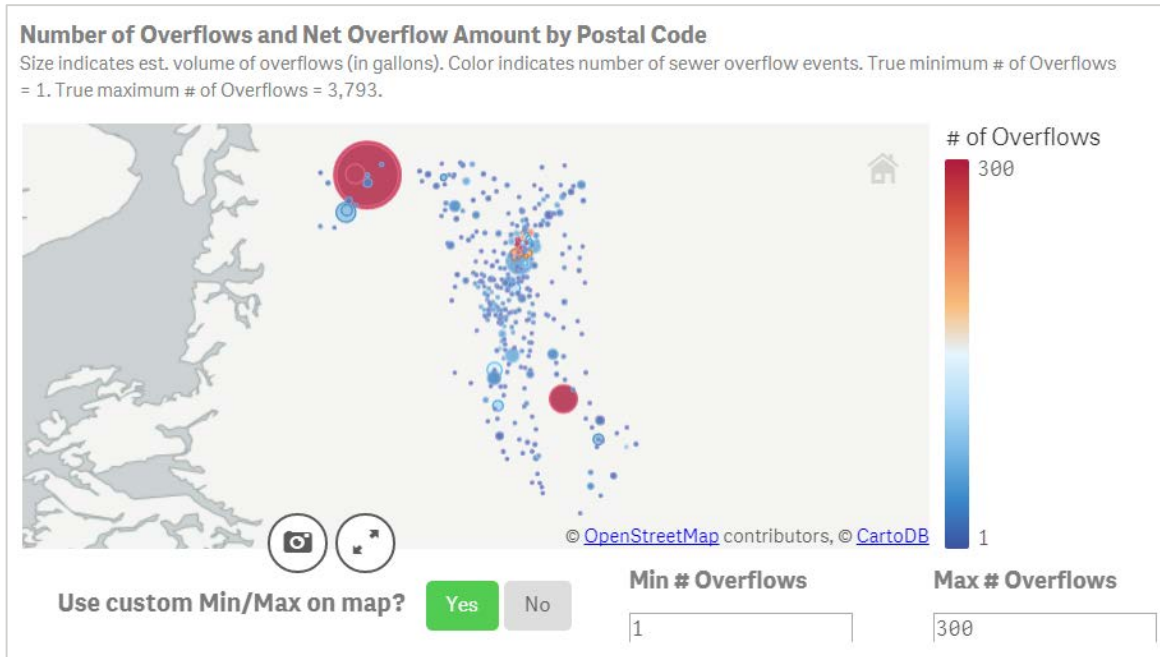 Number of Overflows and Net Overflow Amount by Postal Code
Size indicates est. volume of overflows (in gallons). Color indicates number of sewer overflow events. True minimum # of Overflows
= 1. True maximum # of Overflows = 3,793.
# of Overflows
300
1
© OpenStreetMap contributors, © CartoDB
Use custom Min/Max on map?
Yes
No
Min # Overflows
1
Max # Overflows
300